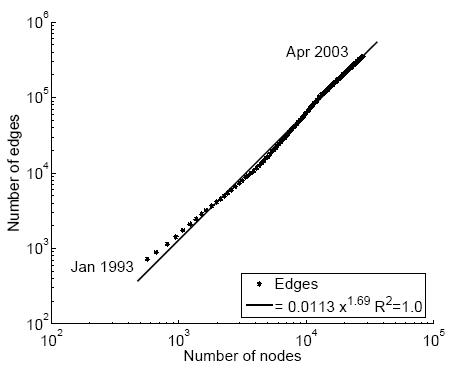 10^6
Apr 2003
10^5
Number of edges
10^4
10^3
Jan 1993
Edges
= 0.0113 x^1.69 R^2=1.0
10^2
10^2 10^3 10^4 10^5
Number of nodes